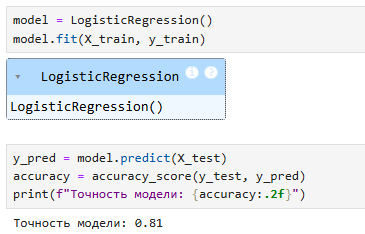 model = LogisticRegression()
model.fit(X_train, y_train)
LogisticRegression i ?
LogisticRegression()
y_pred = model.predict(X_test)
accuracy = accuracy_score(y_test, y_pred)
print(f"Точность модели: {accuracy:.2f}")
Точность модели: 0.81